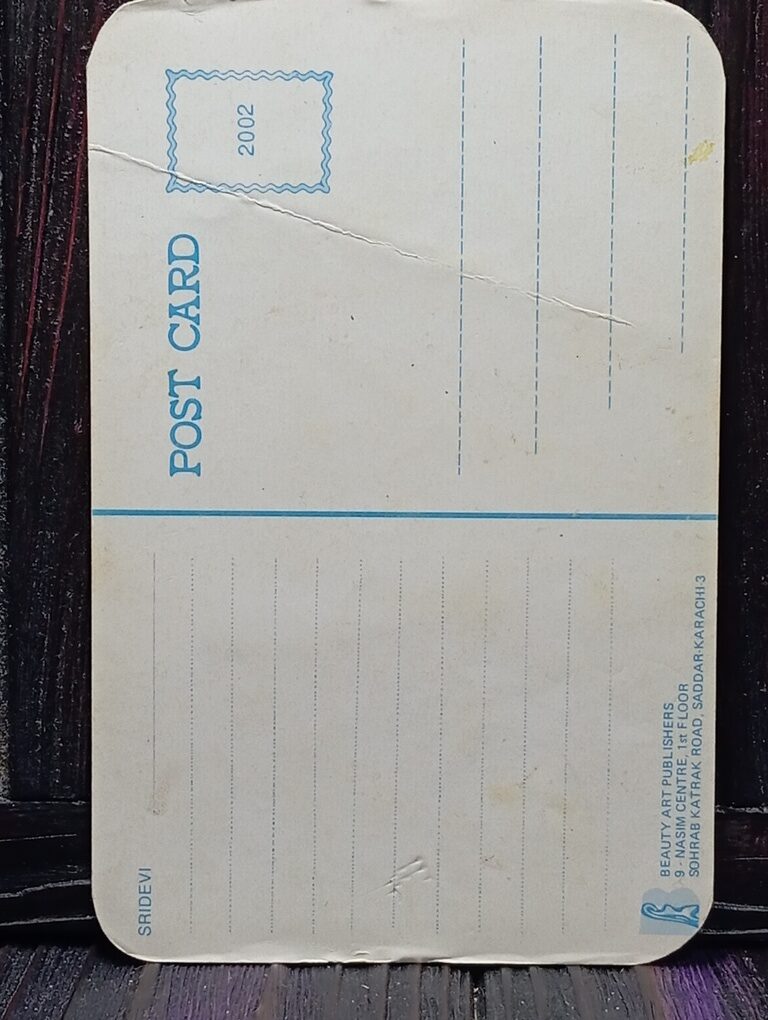 SRIDEVI
POST CARD
2002
BEAUTY ART PUBLISHERS
9 - NASIM CENTRE, 1st FLOOR
SOHRAB KATRAK ROAD, SADDAR-KARACHI-3